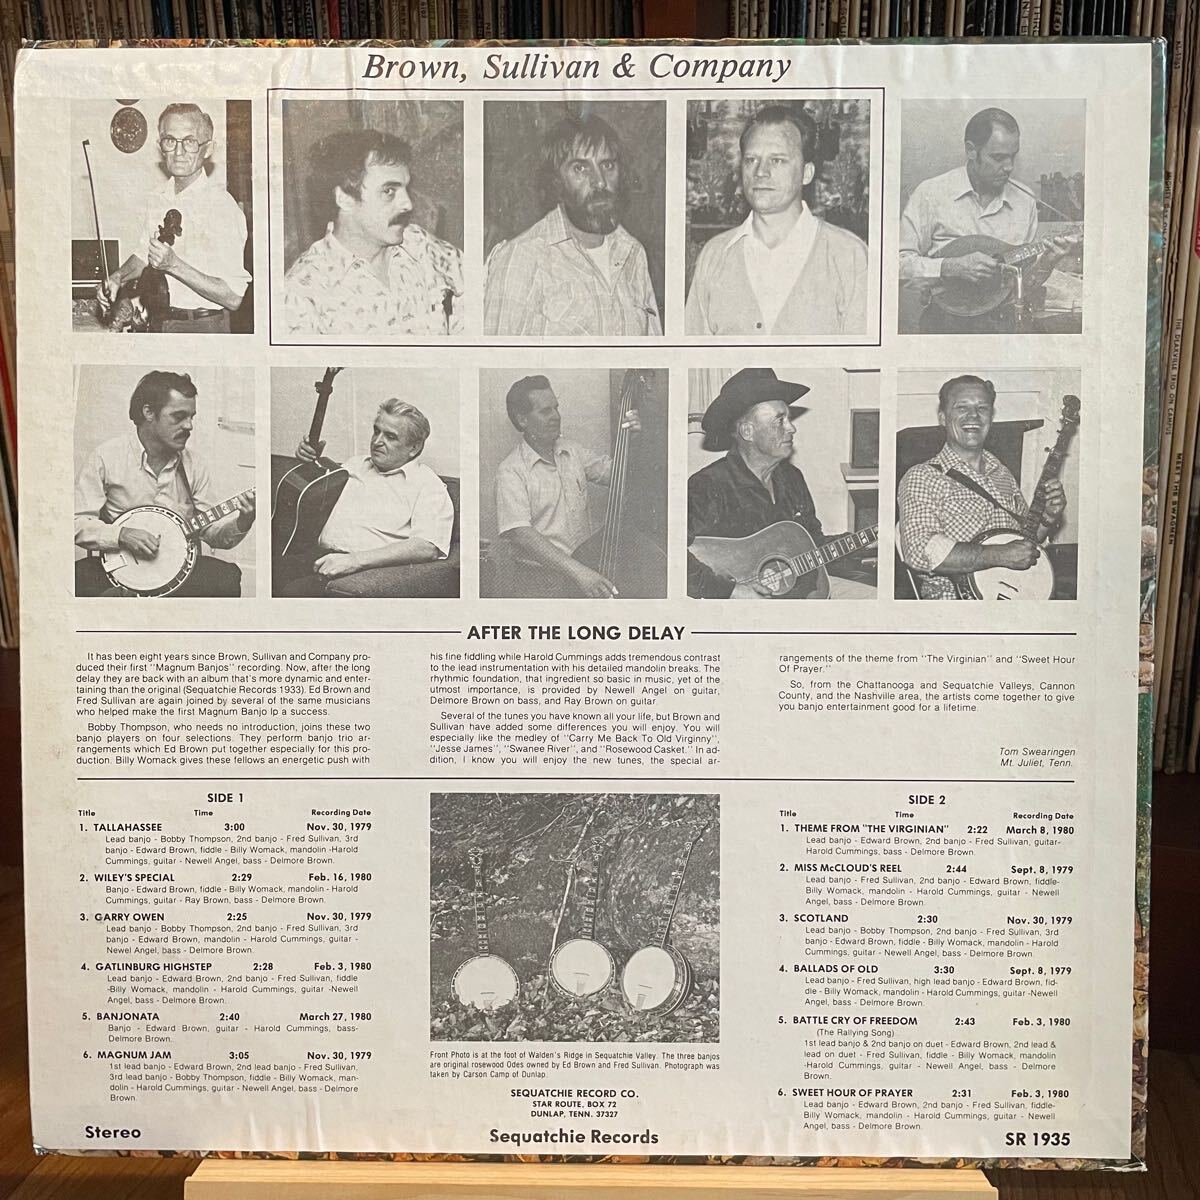 Brown, Sullivan & Company
AFTER THE LONG DELAY
It has been eight years since Brown, Sullivan and Company pro-
duced their first "Magnum Banjos" recording. Now, after the long
delay they are back with an album that's more dynamic and enter-
taining than the original (Sequatchie Records 1933). Ed Brown and
Fred Sullivan are again joined by several of the same musicians
who helped make the first Magnum Banjo lp a success.
Bobby Thompson, who needs no introduction, joins these two
banjo players on four selections. They perform banjo trio ar-
rangements which Ed Brown put together especially for this pro-
duction. Billy Womack gives these fellows an energetic push with
his fine fiddling while Harold Cummings adds tremendous contrast
to the lead instrumentation with his detailed mandolin breaks. The
rhythmic foundation, that ingredient so basic in music, yet of the
utmost importance, is provided by Newell Angel on guitar,
Delmore Brown on bass, and Ray Brown on guitar.
Several of the tunes you have known all your life, but Brown and
Sullivan have added some differences you will enjoy. You will
especially like the medley of "Carry Me Back To Old Virginny",
"Jesse James", "Swanee River", and "Rosewood Casket." In ad-
dition, I know you will enjoy the new tunes, the special ar-
rangements of the theme from "The Virginian" and "Sweet Hour
Of Prayer."
So, from the Chattanooga and Sequatchie Valleys, Cannon
County, and the Nashville area, the artists come together to give
you banjo entertainment good for a lifetime.
Tom Swearingen
Mt. Juliet, Tenn.
SIDE 1
Title Time Recording Date
1. TALLAHASSEE 3:00 Nov. 30, 1979
Lead banjo - Bobby Thompson, 2nd banjo - Fred Sullivan, 3rd
banjo - Edward Brown, fiddle - Billy Womack, mandolin -Harold
Cummings, guitar - Newell Angel, bass - Delmore Brown.
2. WILEY'S SPECIAL 2:29 Feb. 16, 1980
Banjo - Edward Brown, fiddle - Billy Womack, mandolin - Harold
Cummings, guitar - Ray Brown, bass - Delmore Brown.
3. GARRY OWEN 2:25 Nov. 30, 1979
Lead banjo - Bobby Thompson, 2nd banjo - Fred Sullivan, 3rd
banjo - Edward Brown, mandolin - Harold Cummings, guitar -
Newel Angel, bass - Delmore Brown.
4. GATLINBURG HIGHSTEP 2:28 Feb. 3, 1980
Lead banjo - Edward Brown, 2nd banjo - Fred Sullivan, fiddle
-Billy Womack, mandolin - Harold Cummings, guitar -Newell
Angel, bass - Delmore Brown.
5. BANJONATA 2:40 March 27, 1980
Banjo - Edward Brown, guitar - Harold Cummings, bass-
Delmore Brown.
6. MAGNUM JAM 3:05 Nov. 30, 1979
1st lead banjo - Edward Brown, 2nd lead banjo - Fred Sullivan,
3rd lead banjo - Bobby Thompson, fiddle - Billy Womack, man-
dolin - Harold Cummings, guitar - Newell Angel, bass - Delmore
Brown.
Stereo
Front Photo is at the foot of Walden's Ridge in Sequatchie Valley. The three banjos
are original rosewood Odes owned by Ed Brown and Fred Sullivan. Photograph was
taken by Carson Camp of Dunlap.
SEQUATCHIE RECORD CO.
STAR ROUTE, BOX 72
DUNLAP, TENN. 37327
Sequatchie Records
SIDE 2
Title Time Recording Date
1. THEME FROM "THE VIRGINIAN" 2:22 March 8, 1980
Lead banjo - Edward Brown, 2nd banjo - Fred Sullivan, guitar-
Harold Cummings, bass - Delmore Brown.
2. MISS McCLOUD'S REEL 2:44 Sept. 8, 1979
Lead banjo - Fred Sullivan, 2nd banjo - Edward Brown, fiddle-
Billy Womack, mandolin - Harold Cummings, guitar - Newell
Angel, bass - Delmore Brown.
3. SCOTLAND 2:30 Nov. 30, 1979
Lead banjo - Bobby Thompson, 2nd banjo - Fred Sullivan, 3rd
banjo - Edward Brown, fiddle - Billy Womack, mandolin - Harold
Cummings, guitar - Newell Angel, bass - Delmore Brown.
4. BALLADS OF OLD 3:30 Sept. 8, 1979
Lead banjo - Fred Sullivan, high lead banjo - Edward Brown, fid-
dle - Billy Womack, mandolin - Harold Cummings, guitar -Newell
Angel, bass - Delmore Brown.
5. BATTLE CRY OF FREEDOM 2:43 Feb. 3, 1980
(The Rallying Song)
1st lead banjo & 2nd banjo on duet - Edward Brown, 2nd lead &
lead on duet - Fred Sullivan, fiddle - Billy Womack, mandolin
-Harold Cummings, guitar - Newell Angel, bass - Delmore
Brown.
6. SWEET HOUR OF PRAYER 2:31 Feb. 3, 1980
Lead banjo - Edward Brown, 2nd banjo - Fred Sullivan, fiddle-
Billy Womack, mandolin - Harold Cummings, guitar - Newell
Angel, bass - Delmore Brown.
SR 1935
MEET THE SWAGMEN